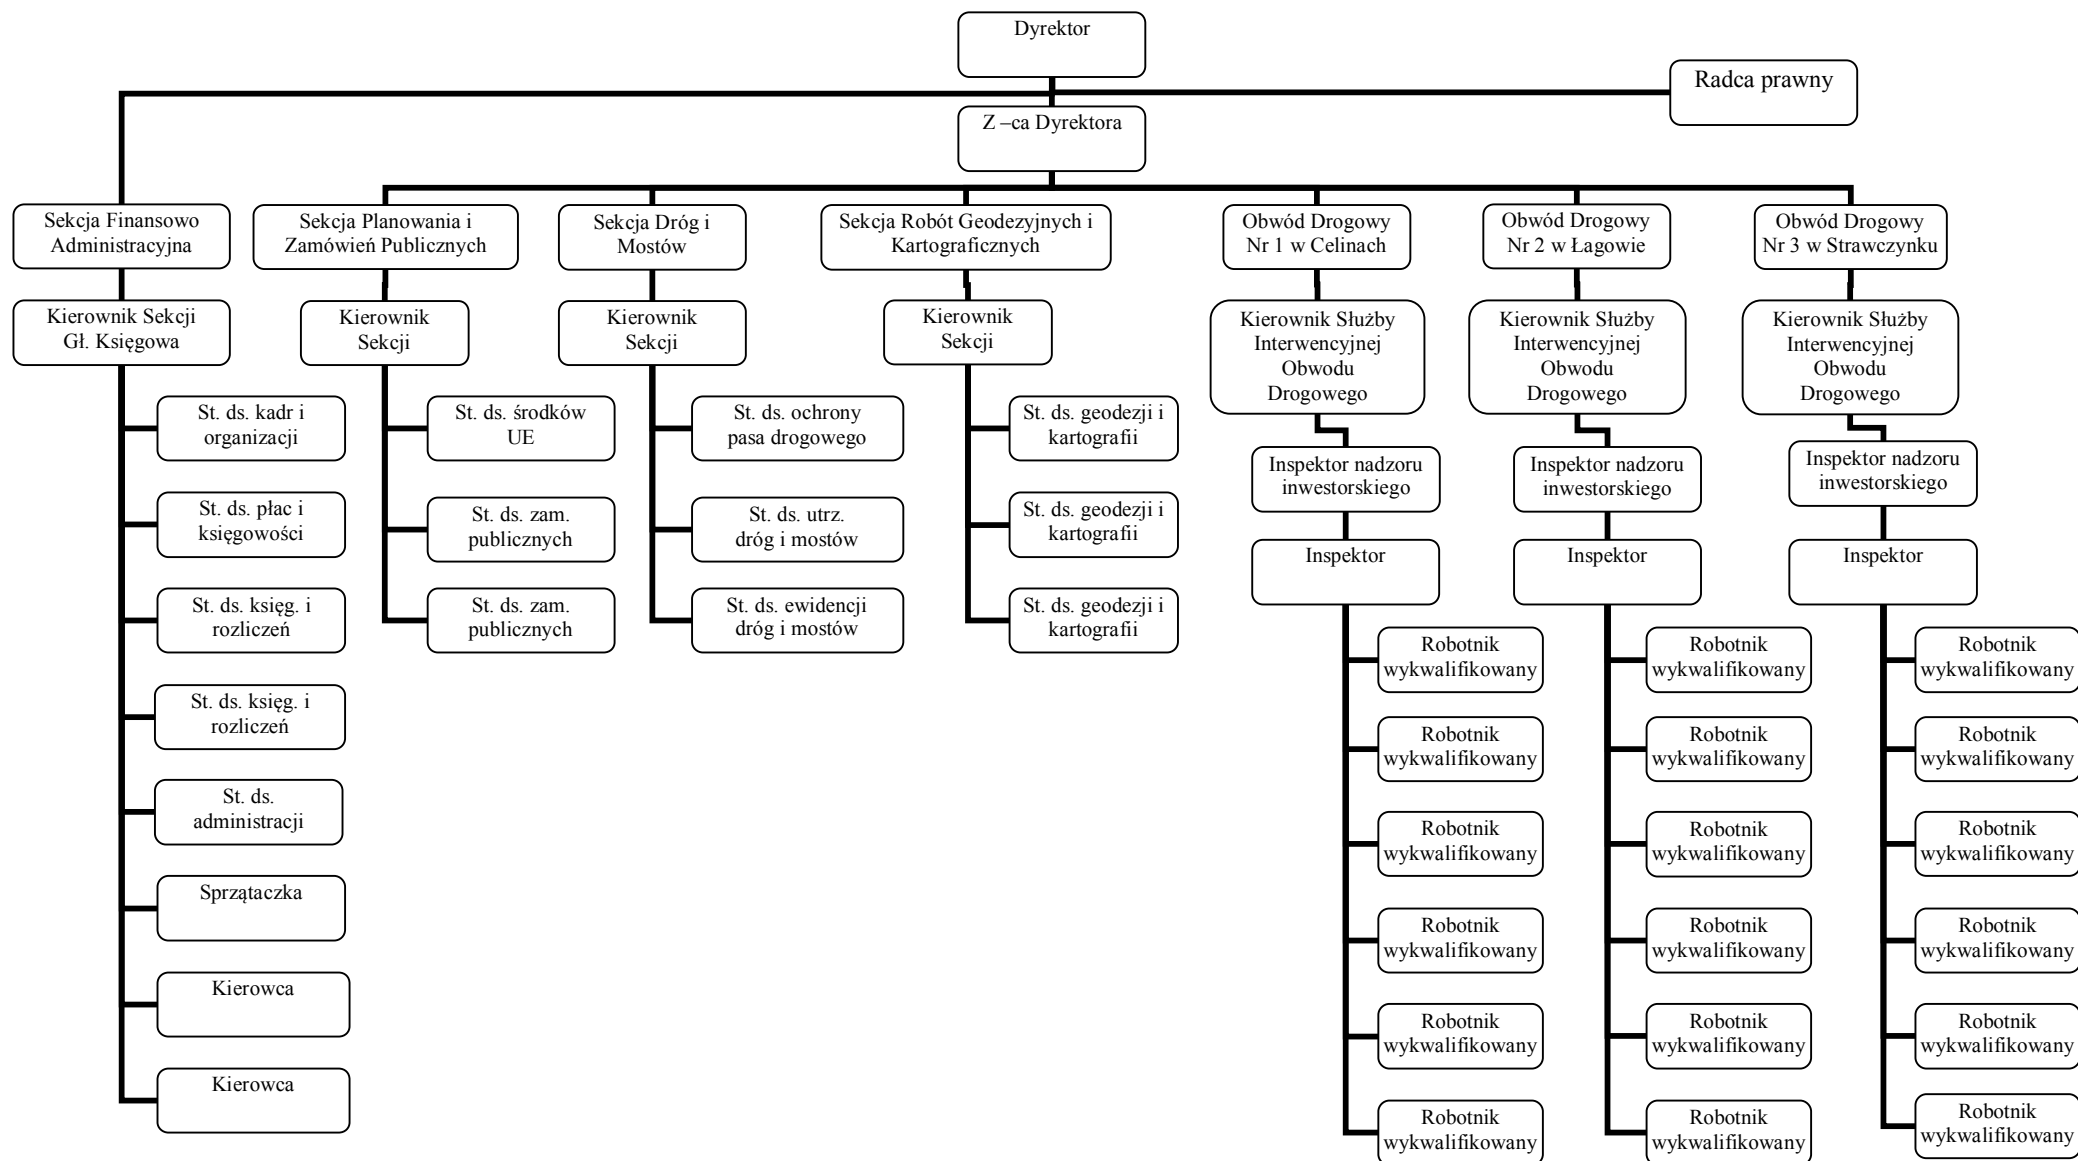 Dyrektor
Radca prawny
Z –ca Dyrektora
Sekcja Finansowo
Administracyjna
Sekcja Planowania i
Zamówień Publicznych
Sekcja Dróg i
Mostów
Sekcja Robót Geodezyjnych i
Kartograficznych
Obwód Drogowy
Nr 1 w Celinach
Obwód Drogowy
Nr 2 w Łagowie
Obwód Drogowy
Nr 3 w Strawczynku
Kierownik Sekcji
Gł. Księgowa
Kierownik
Sekcji
Kierownik
Sekcji
Kierownik
Sekcji
Kierownik Służby
Interwencyjnej
Obwodu
Drogowego
Kierownik Służby
Interwencyjnej
Obwodu
Drogowego
Kierownik Służby
Interwencyjnej
Obwodu
Drogowego
St. ds. kadr i
organizacji
St. ds. płac i
księgowości
St. ds. księg. i
rozliczeń
St. ds. księg. i
rozliczeń
St. ds.
administracji
Sprzątaczka
Kierowca
Kierowca
St. ds. środków
UE
St. ds. zam.
publicznych
St. ds. zam.
publicznych
St. ds. ochrony
pasa drogowego
St. ds. utrz.
dróg i mostów
St. ds. ewidencji
dróg i mostów
St. ds. geodezji i
kartografii
St. ds. geodezji i
kartografii
St. ds. geodezji i
kartografii
Inspektor nadzoru
inwestorskiego
Inspektor
Robotnik
wykwalifikowany
Robotnik
wykwalifikowany
Robotnik
wykwalifikowany
Robotnik
wykwalifikowany
Robotnik
wykwalifikowany
Robotnik
wykwalifikowany
Inspektor nadzoru
inwestorskiego
Inspektor
Robotnik
wykwalifikowany
Robotnik
wykwalifikowany
Robotnik
wykwalifikowany
Robotnik
wykwalifikowany
Robotnik
wykwalifikowany
Robotnik
wykwalifikowany
Inspektor nadzoru
inwestorskiego
Inspektor
Robotnik
wykwalifikowany
Robotnik
wykwalifikowany
Robotnik
wykwalifikowany
Robotnik
wykwalifikowany
Robotnik
wykwalifikowany
Robotnik
wykwalifikowany